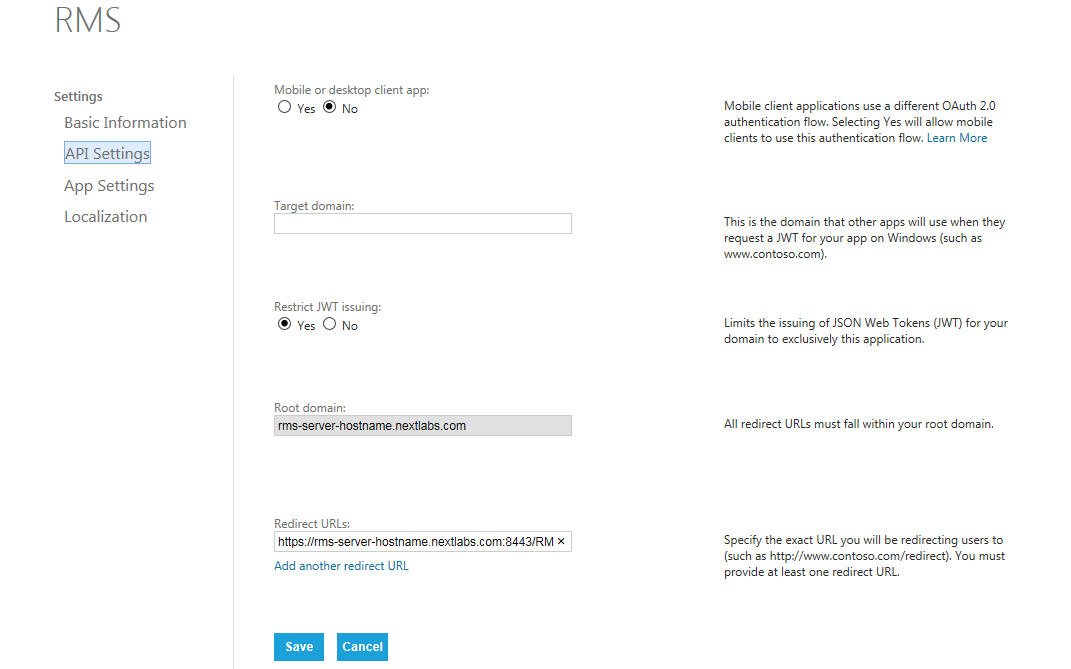 RMS
Settings
Basic Information
API Settings
App Settings
Localization
Mobile or desktop client app:
Yes No
Mobile client applications use a different OAuth 2.0
authentication flow. Selecting Yes will allow mobile
clients to use this authentication flow. Learn More
Target domain:
This is the domain that other apps will use when they
request a JWT for your app on Windows (such as
www.contoso.com).
Restrict JWT issuing:
Yes No
Limits the issuing of JSON Web Tokens (JWT) for your
domain to exclusively this application.
Root domain:
rms-server-hostname.nextlabs.com
All redirect URLs must fall within your root domain.
Redirect URLs:
https://rms-server-hostname.nextlabs.com:8443/RM ×
Add another redirect URL
Specify the exact URL you will be redirecting users to
(such as http://www.contoso.com/redirect). You must
provide at least one redirect URL.
Save Cancel